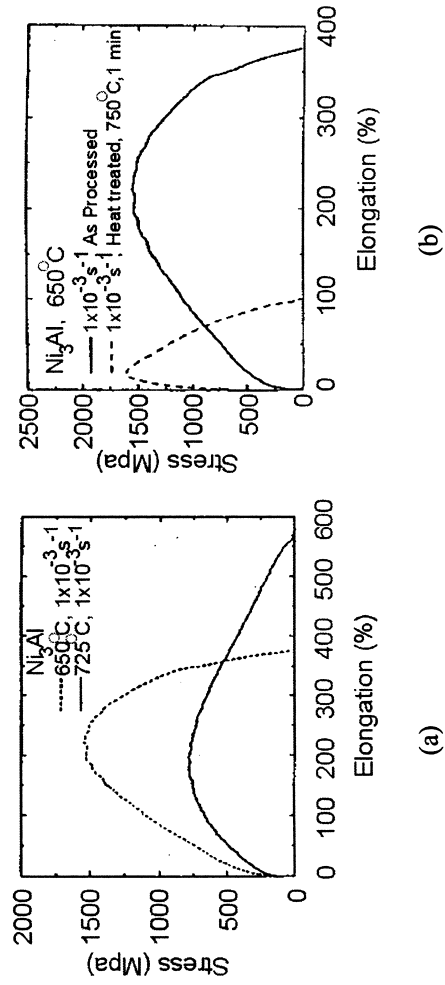 2000
1500
1000
500
0
Stress (Mpa)
Ni3Al
650°C, 1x10-3s-1
725°C, 1x10-3s-1
0 100 200 300 400 500 600
Elongation (%)
(a)
2500
2000
1500
1000
500
0
Stress (Mpa)
Ni3Al, 650°C
1x10-3s-1 As Processed
1x10-3s-1, Heat treated, 750°C,1 min
0 100 200 300 400
Elongation (%)
(b)